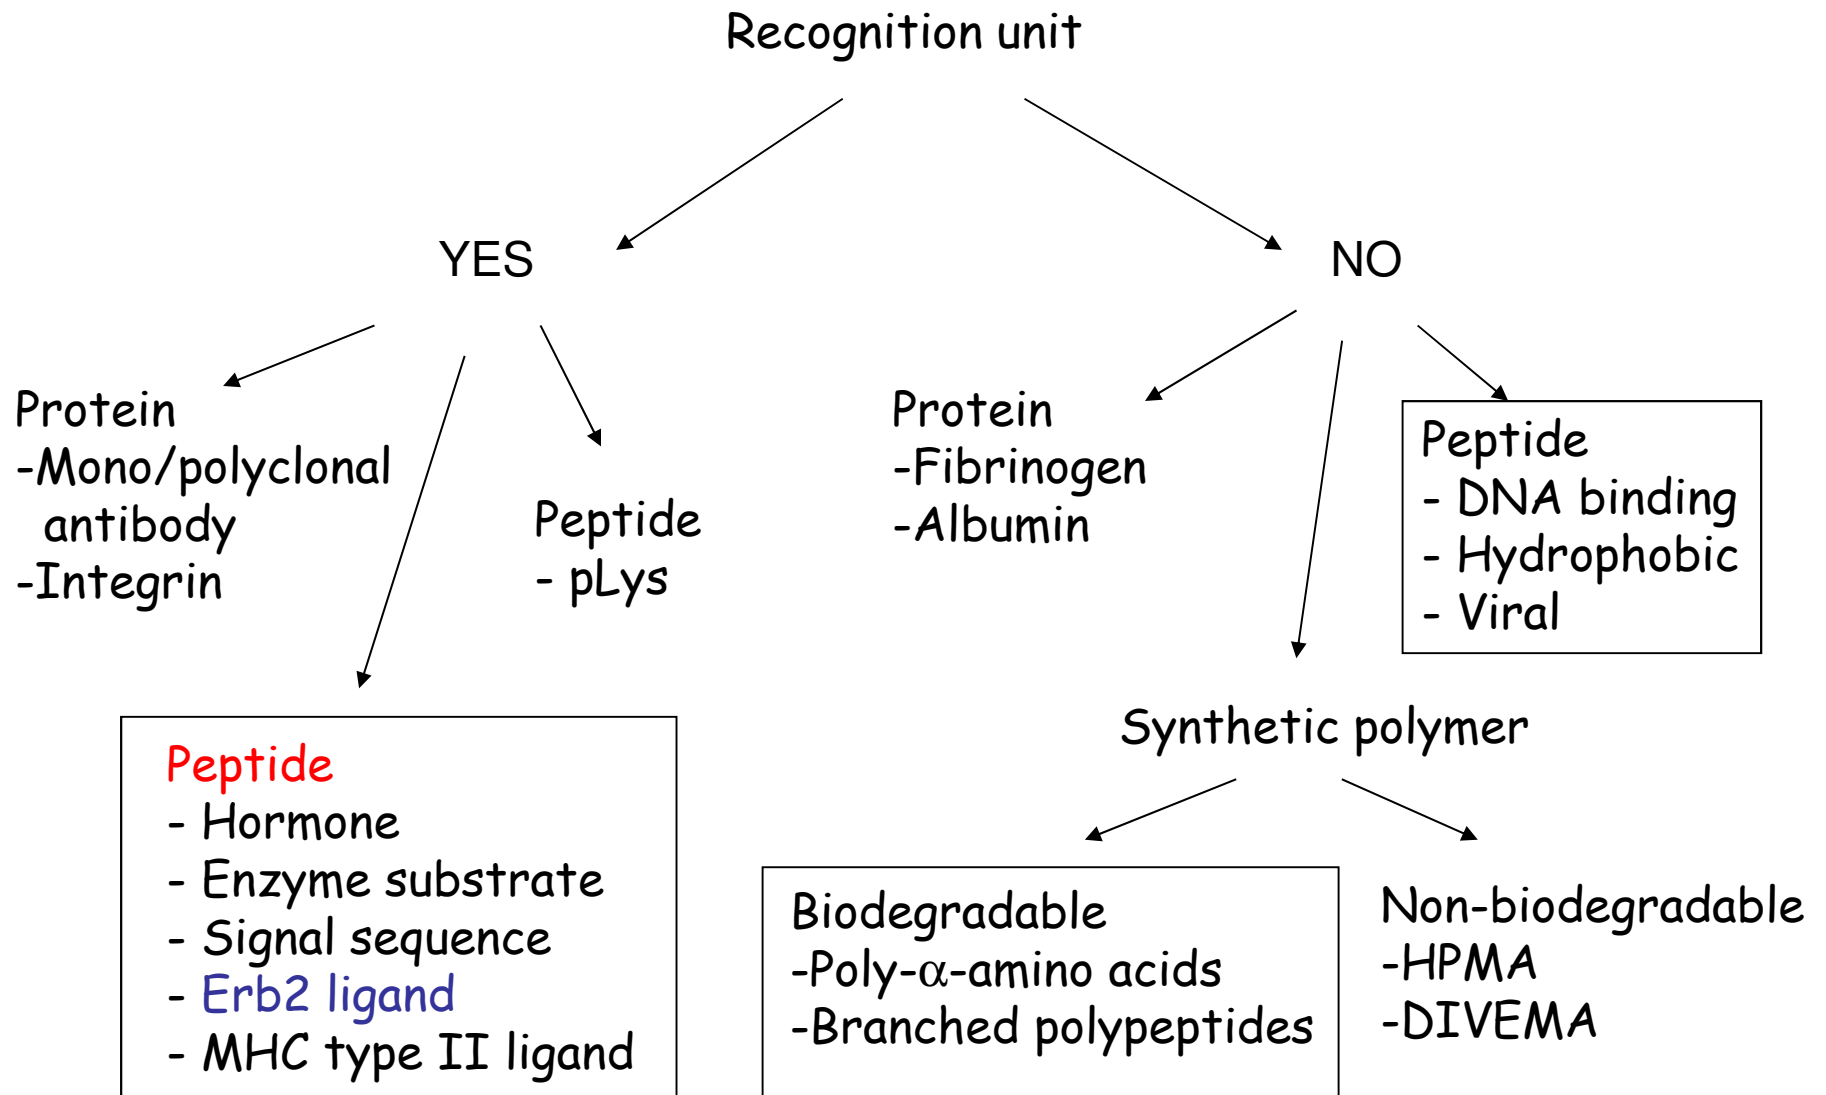 Recognition unit
YES
NO
Protein
-Mono/polyclonal
antibody
-Integrin
Peptide
- pLys
Protein
-Fibrinogen
-Albumin
Peptide
- DNA binding
- Hydrophobic
- Viral
Peptide
- Hormone
- Enzyme substrate
- Signal sequence
- Erb2 ligand
- MHC type II ligand
Synthetic polymer
Biodegradable
-Poly-α-amino acids
-Branched polypeptides
Non-biodegradable
-HPMA
-DIVEMA